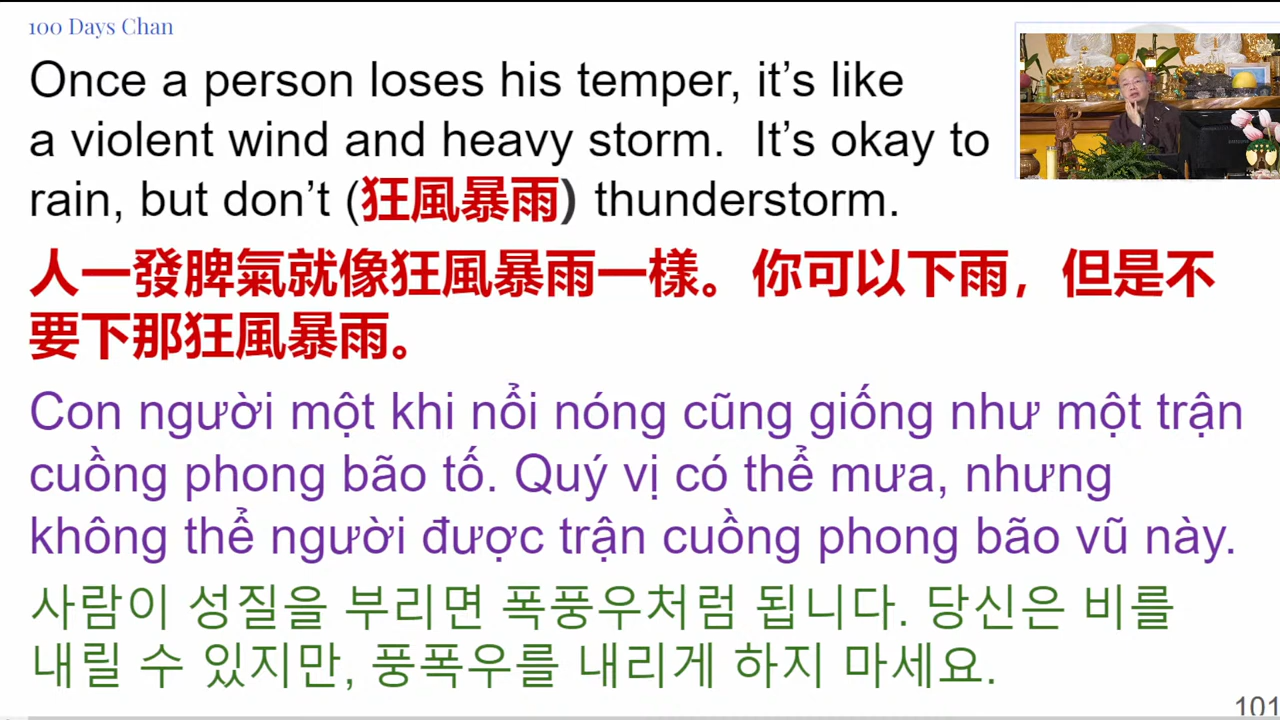 100 Days Chan
Once a person loses his temper, it's like
a violent wind and heavy storm.  It's okay to
rain, but don't (狂風暴雨) thunderstorm.
人一發脾氣就像狂風暴雨一樣。你可以下雨，但是不
要下那狂風暴雨。
Con người một khi nổi nóng cũng giống như một trận
cuồng phong bão tố. Quý vị có thể mưa, nhưng
không thể người được trận cuồng phong bão vũ này.
사람이 성질을 부리면 폭풍우처럼 됩니다. 당신은 비를
내릴 수 있지만, 풍폭우를 내리게 하지 마세요.
101